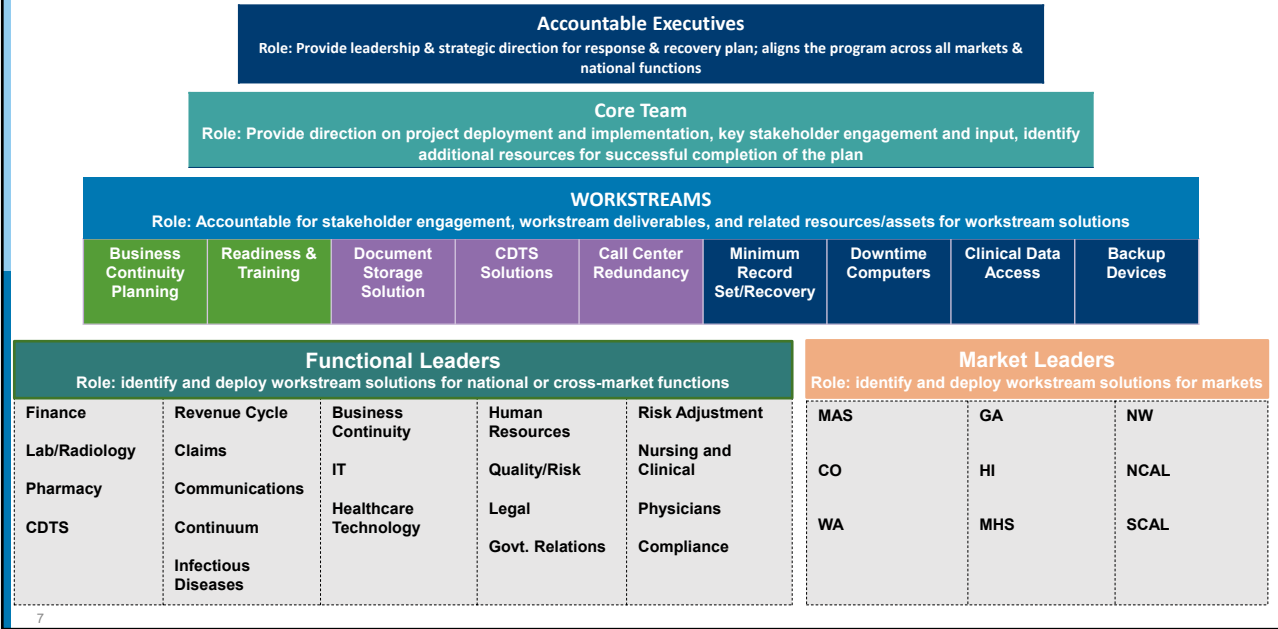 Accountable Executives
Role: Provide leadership & strategic direction for response & recovery plan; aligns the program across all markets &
national functions
Core Team
Role: Provide direction on project deployment and implementation, key stakeholder engagement and input, identify
additional resources for successful completion of the plan
WORKSTREAMS
Role: Accountable for stakeholder engagement, workstream deliverables, and related resources/assets for workstream solutions
Business
Continuity
Planning
Readiness &
Training
Document
Storage
Solution
CDTS
Solutions
Call Center
Redundancy
Minimum
Record
Set/Recovery
Downtime
Computers
Clinical Data
Access
Backup
Devices
Functional Leaders
Role: identify and deploy workstream solutions for national or cross-market functions
Finance
Lab/Radiology
Pharmacy
CDTS
Revenue Cycle
Claims
Communications
Continuum
Infectious
Diseases
Business
Continuity
IT
Healthcare
Technology
Human
Resources
Quality/Risk
Legal
Govt. Relations
Risk Adjustment
Nursing and
Clinical
Physicians
Compliance
Market Leaders
Role: identify and deploy workstream solutions for markets
MAS
CO
WA
GA
HI
MHS
NW
NCAL
SCAL
7